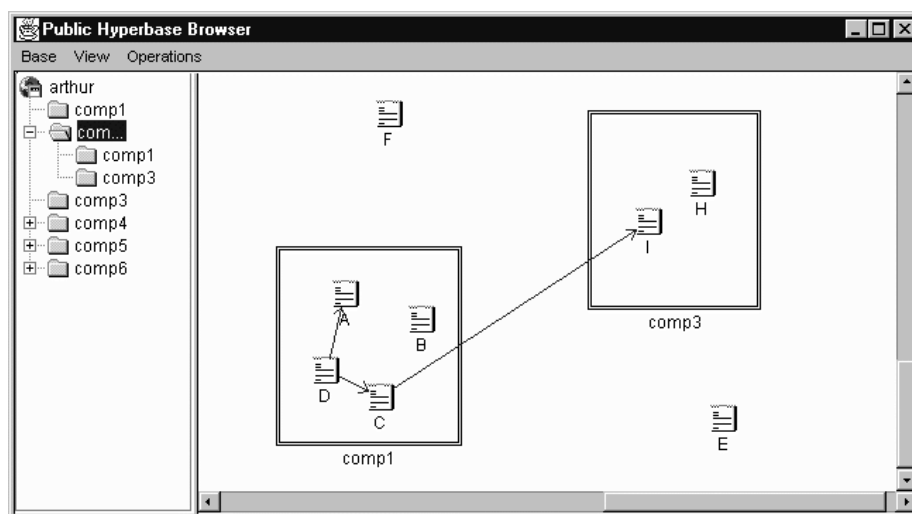 Public Hyperbase Browser
Base View Operations
arthur
comp1
com...
comp1
comp3
comp3
comp4
comp5
comp6
F
H
I
comp3
A
B
D
C
comp1
E